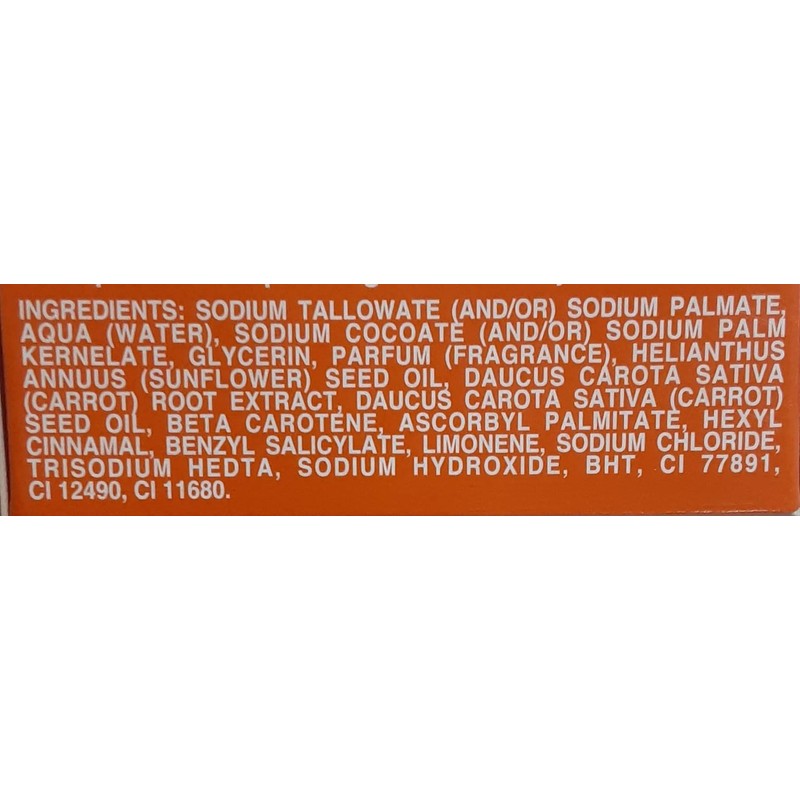 INGREDIENTS: SODIUM TALLOWATE (AND/OR) SODIUM PALMATE,
AQUA (WATER), SODIUM COCOATE (AND/OR) SODIUM PALM
KERNELATE, GLYCERIN, PARFUM (FRAGRANCE), HELIANTHUS
ANNUUS (SUNFLOWER) SEED OIL, DAUCUS CAROTA SATIVA
(CARROT) ROOT EXTRACT, DAUCUS CAROTA SATIVA (CARROT)
SEED OIL, BETA CAROTENE, ASCORBYL PALMITATE, HEXYL
CINNAMAL, BENZYL SALICYLATE, LIMONENE, SODIUM CHLORIDE,
TRISODIUM HEDTA, SODIUM HYDROXIDE, BHT, CI 77891,
CI 12490, CI 11680.